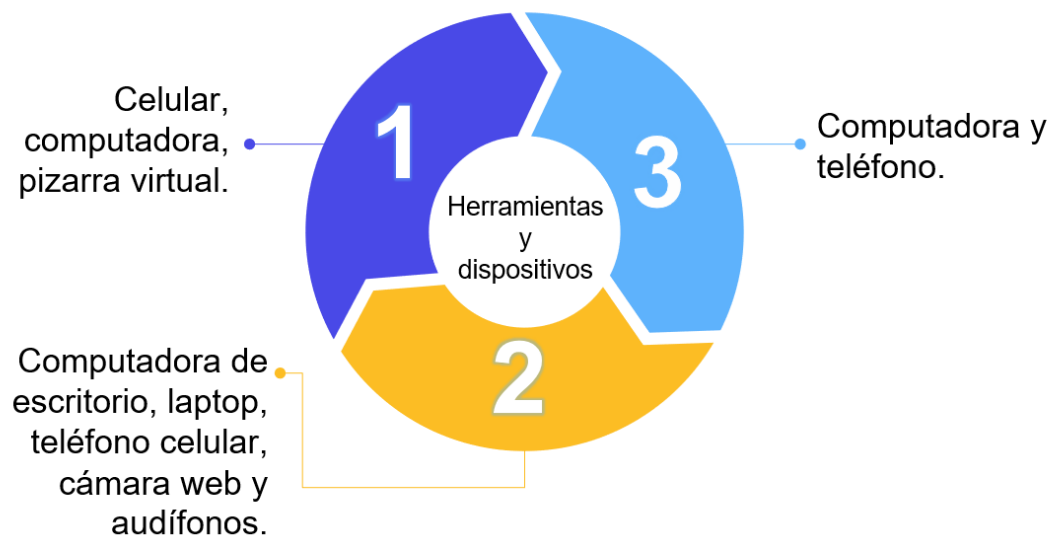 Celular,
computadora,
pizarra virtual.
1
Herramientas
y
dispositivos
3
Computadora y
teléfono.
2
Computadora de
escritorio, laptop,
teléfono celular,
cámara web y
audífonos.